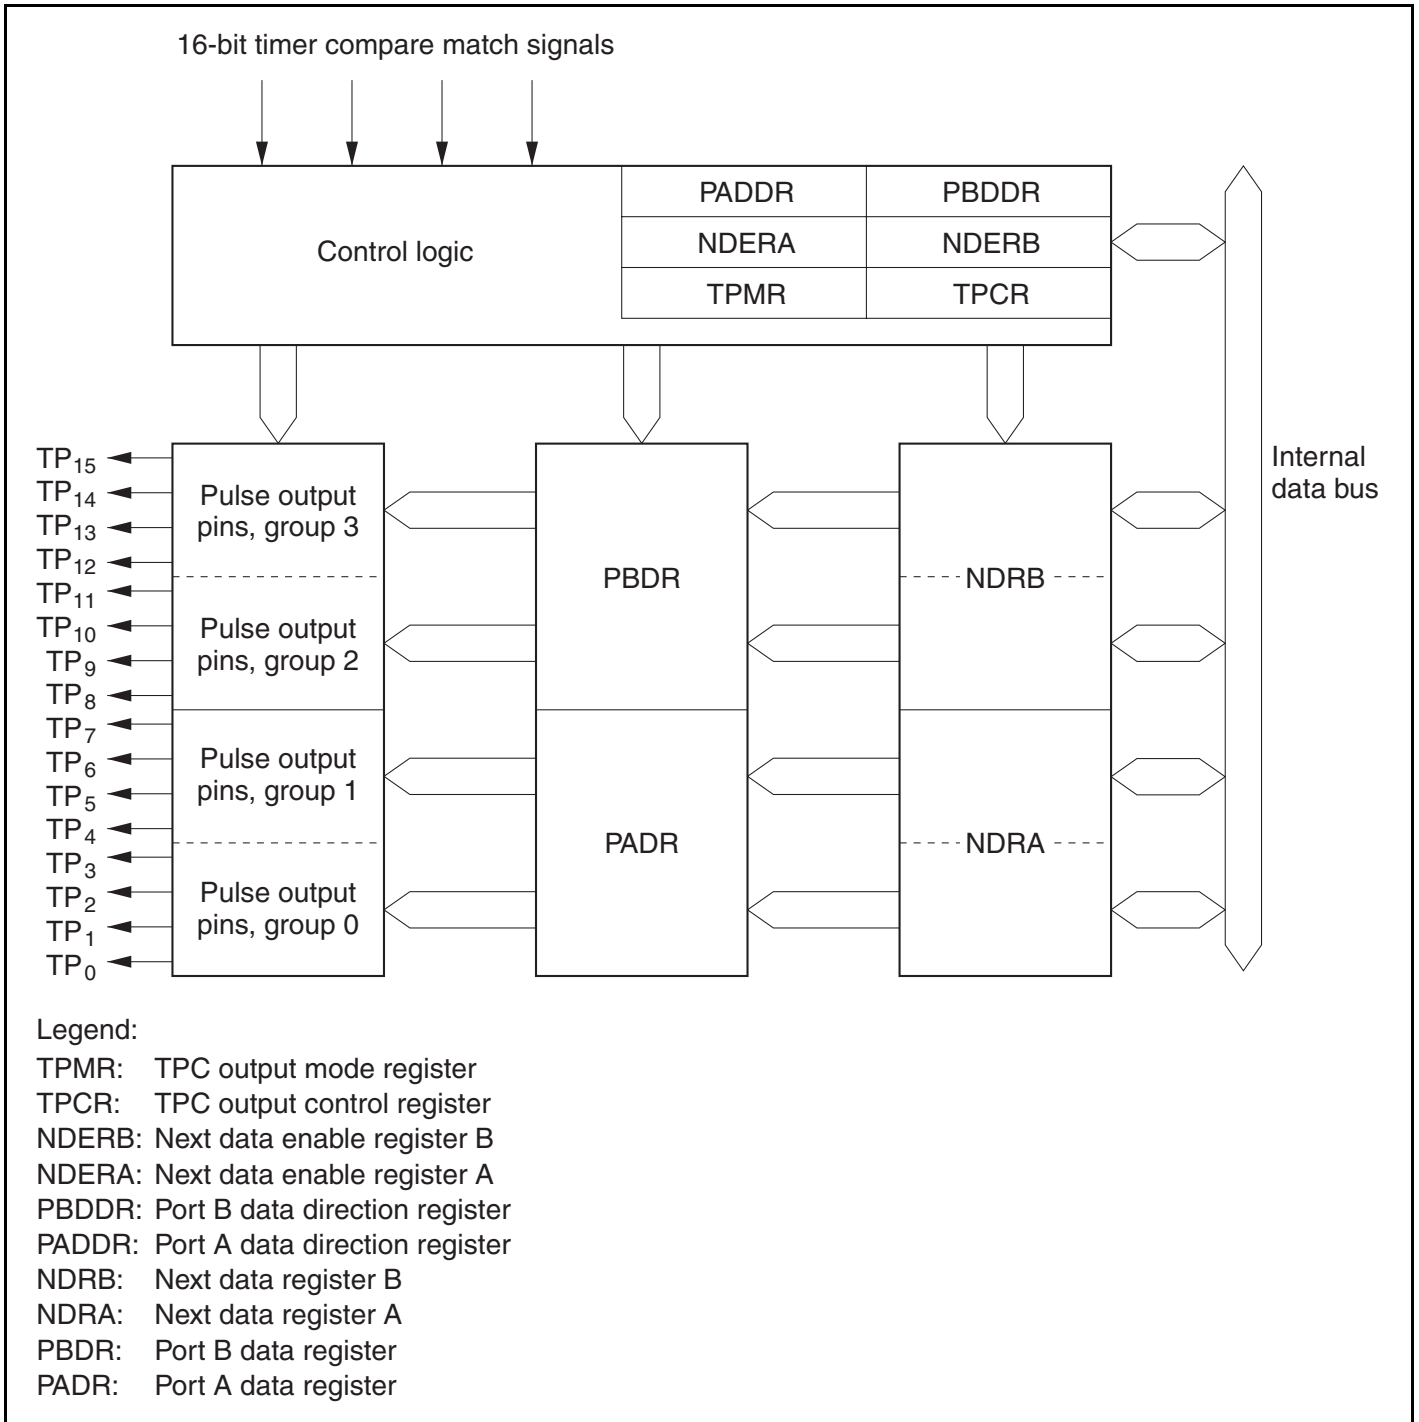 16-bit timer compare match signals
Control logic
PADDR PBDDR
NDERA NDERB
TPMR TPCR
Internal
data bus
TP15
TP14
TP13
TP12
TP11
TP10
TP9
TP8
TP7
TP6
TP5
TP4
TP3
TP2
TP1
TP0
Pulse output
pins, group 3
Pulse output
pins, group 2
Pulse output
pins, group 1
Pulse output
pins, group 0
PBDR
PADR
NDRB
NDRA
Legend:
TPMR: TPC output mode register
TPCR: TPC output control register
NDERB: Next data enable register B
NDERA: Next data enable register A
PBDDR: Port B data direction register
PADDR: Port A data direction register
NDRB: Next data register B
NDRA: Next data register A
PBDR: Port B data register
PADR: Port A data register